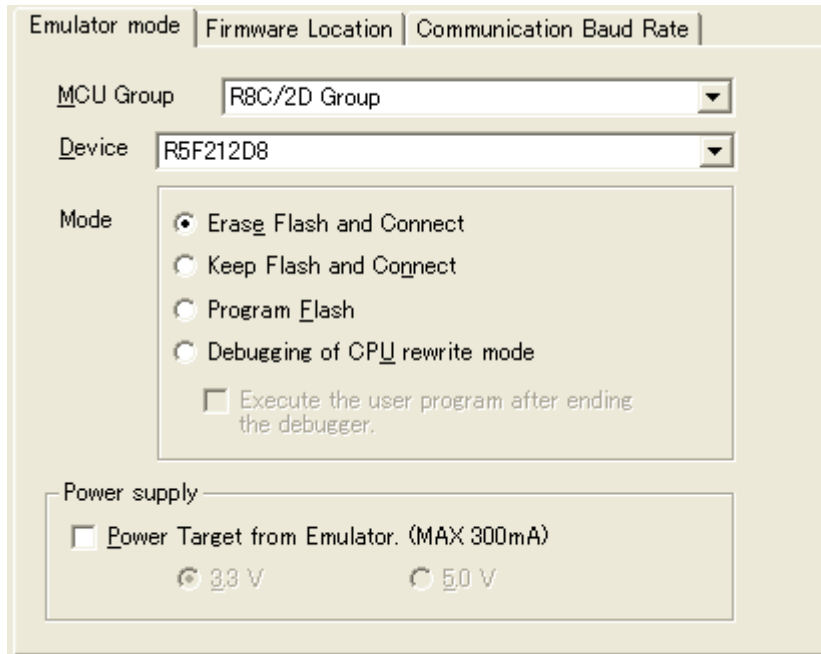 Emulator mode Firmware Location Communication Baud Rate
MCU Group R8C/2D Group
Device R5F212D8
Mode Erase Flash and Connect
Keep Flash and Connect
Program Flash
Debugging of CPU rewrite mode
Execute the user program after ending
the debugger.
Power supply
Power Target from Emulator. (MAX 300mA)
3.3 V 5.0 V